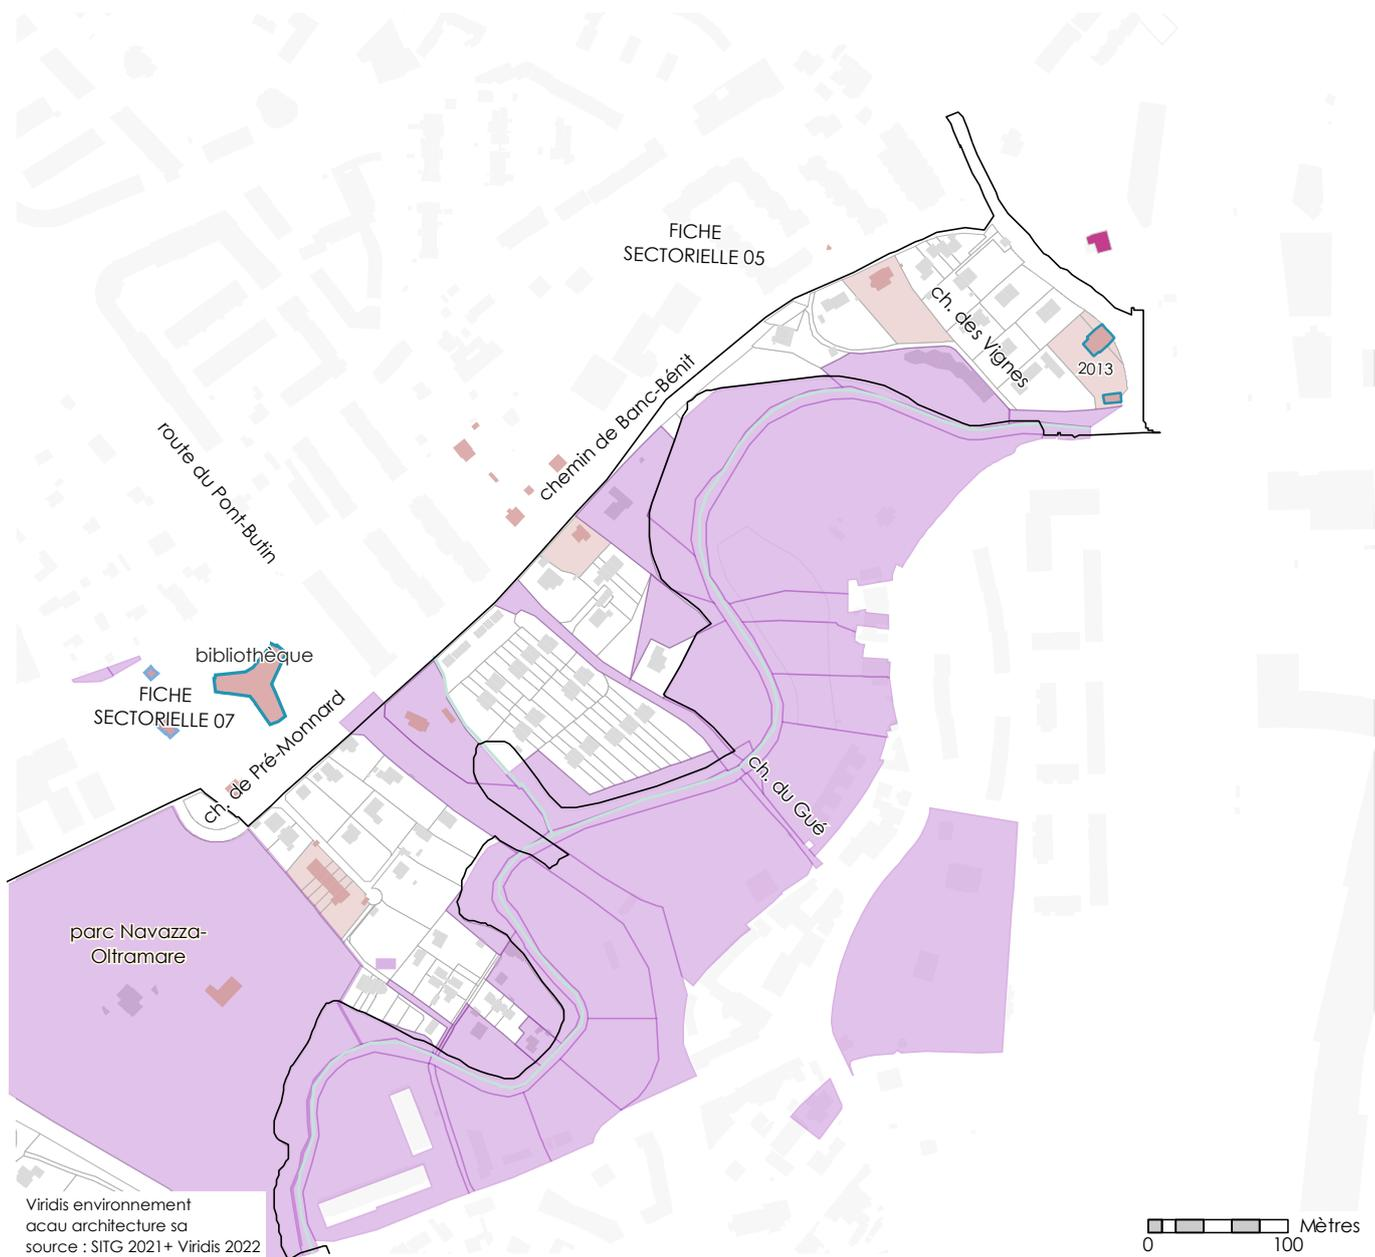 FICHE
SECTORIELLE 05
ch. des Vignes
2013
chemin de Banc-Bénit
route du Pont-Butin
bibliothèque
FICHE
SECTORIELLE 07
ch. de Pré-Monnard
ch. du Gué
parc Navazza-
Oltramare
Viridis environnement
acau architecture sa
source : SITG 2021+ Viridis 2022
Mètres
0 100